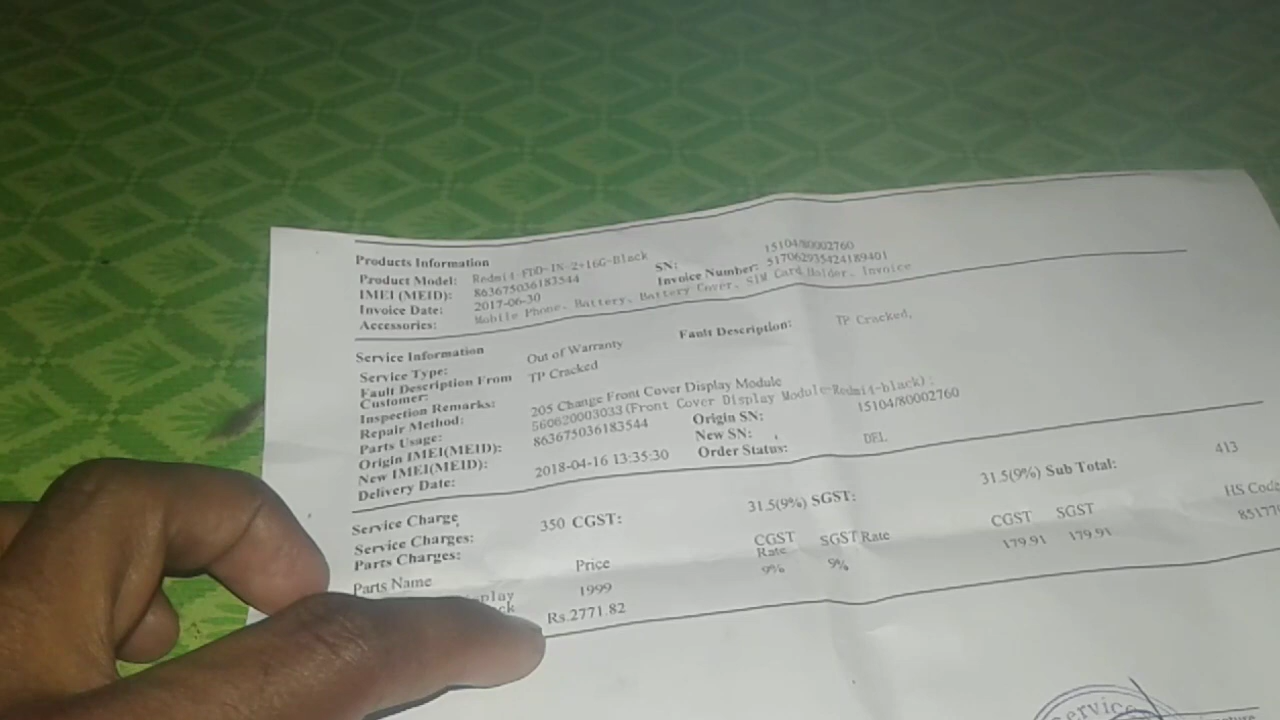 Products Information
Product Model: Redmi4-FDD-IN-2+16G-Black SN: 15104/80002760
IMEI (MEID): 863675036183544 Invoice Number: 517062935424189401
Invoice Date: 2017-06-30
Accessories: Mobile Phone、Battery、Battery Cover、SIM Card Holder、Invoice
Service Information
Service Type: Out of Warranty Fault Description: TP Cracked,
Fault Description From Customer: TP Cracked
Inspection Remarks:
Repair Method: 205 Change Front Cover Display Module
Parts Usage: 560620003033(Front Cover Display Module-Redmi4-black);
Origin IMEI(MEID): 863675036183544 Origin SN: 15104/80002760
New IMEI(MEID): New SN:
Delivery Date: 2018-04-16 13:35:30 Order Status: DEL
Service Charge
Service Charges: 350 CGST: 31.5(9%) SGST: 31.5(9%) Sub Total: 413
Parts Charges:
Parts Name Price CGST Rate SGST Rate CGST SGST HS Code
1999 9% 9% 179.91 179.91
Rs.2771.82